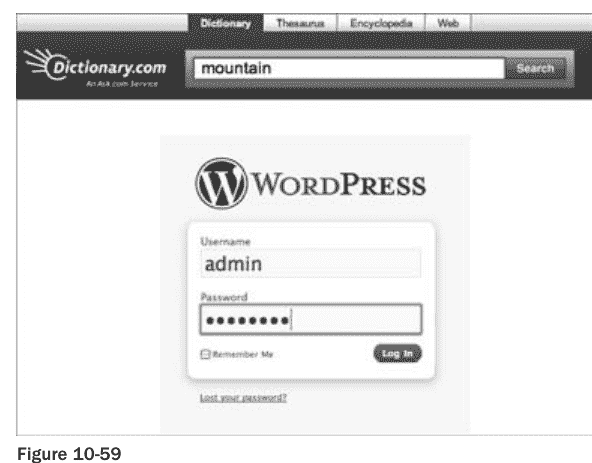 Dictionary Thesaurus Encyclopedia Web
Dictionary.com
An Ask.com Service
mountain
Search
WORDPRESS
Username
admin
Password
Remember Me
Log In
Lost your password?
Figure 10-59